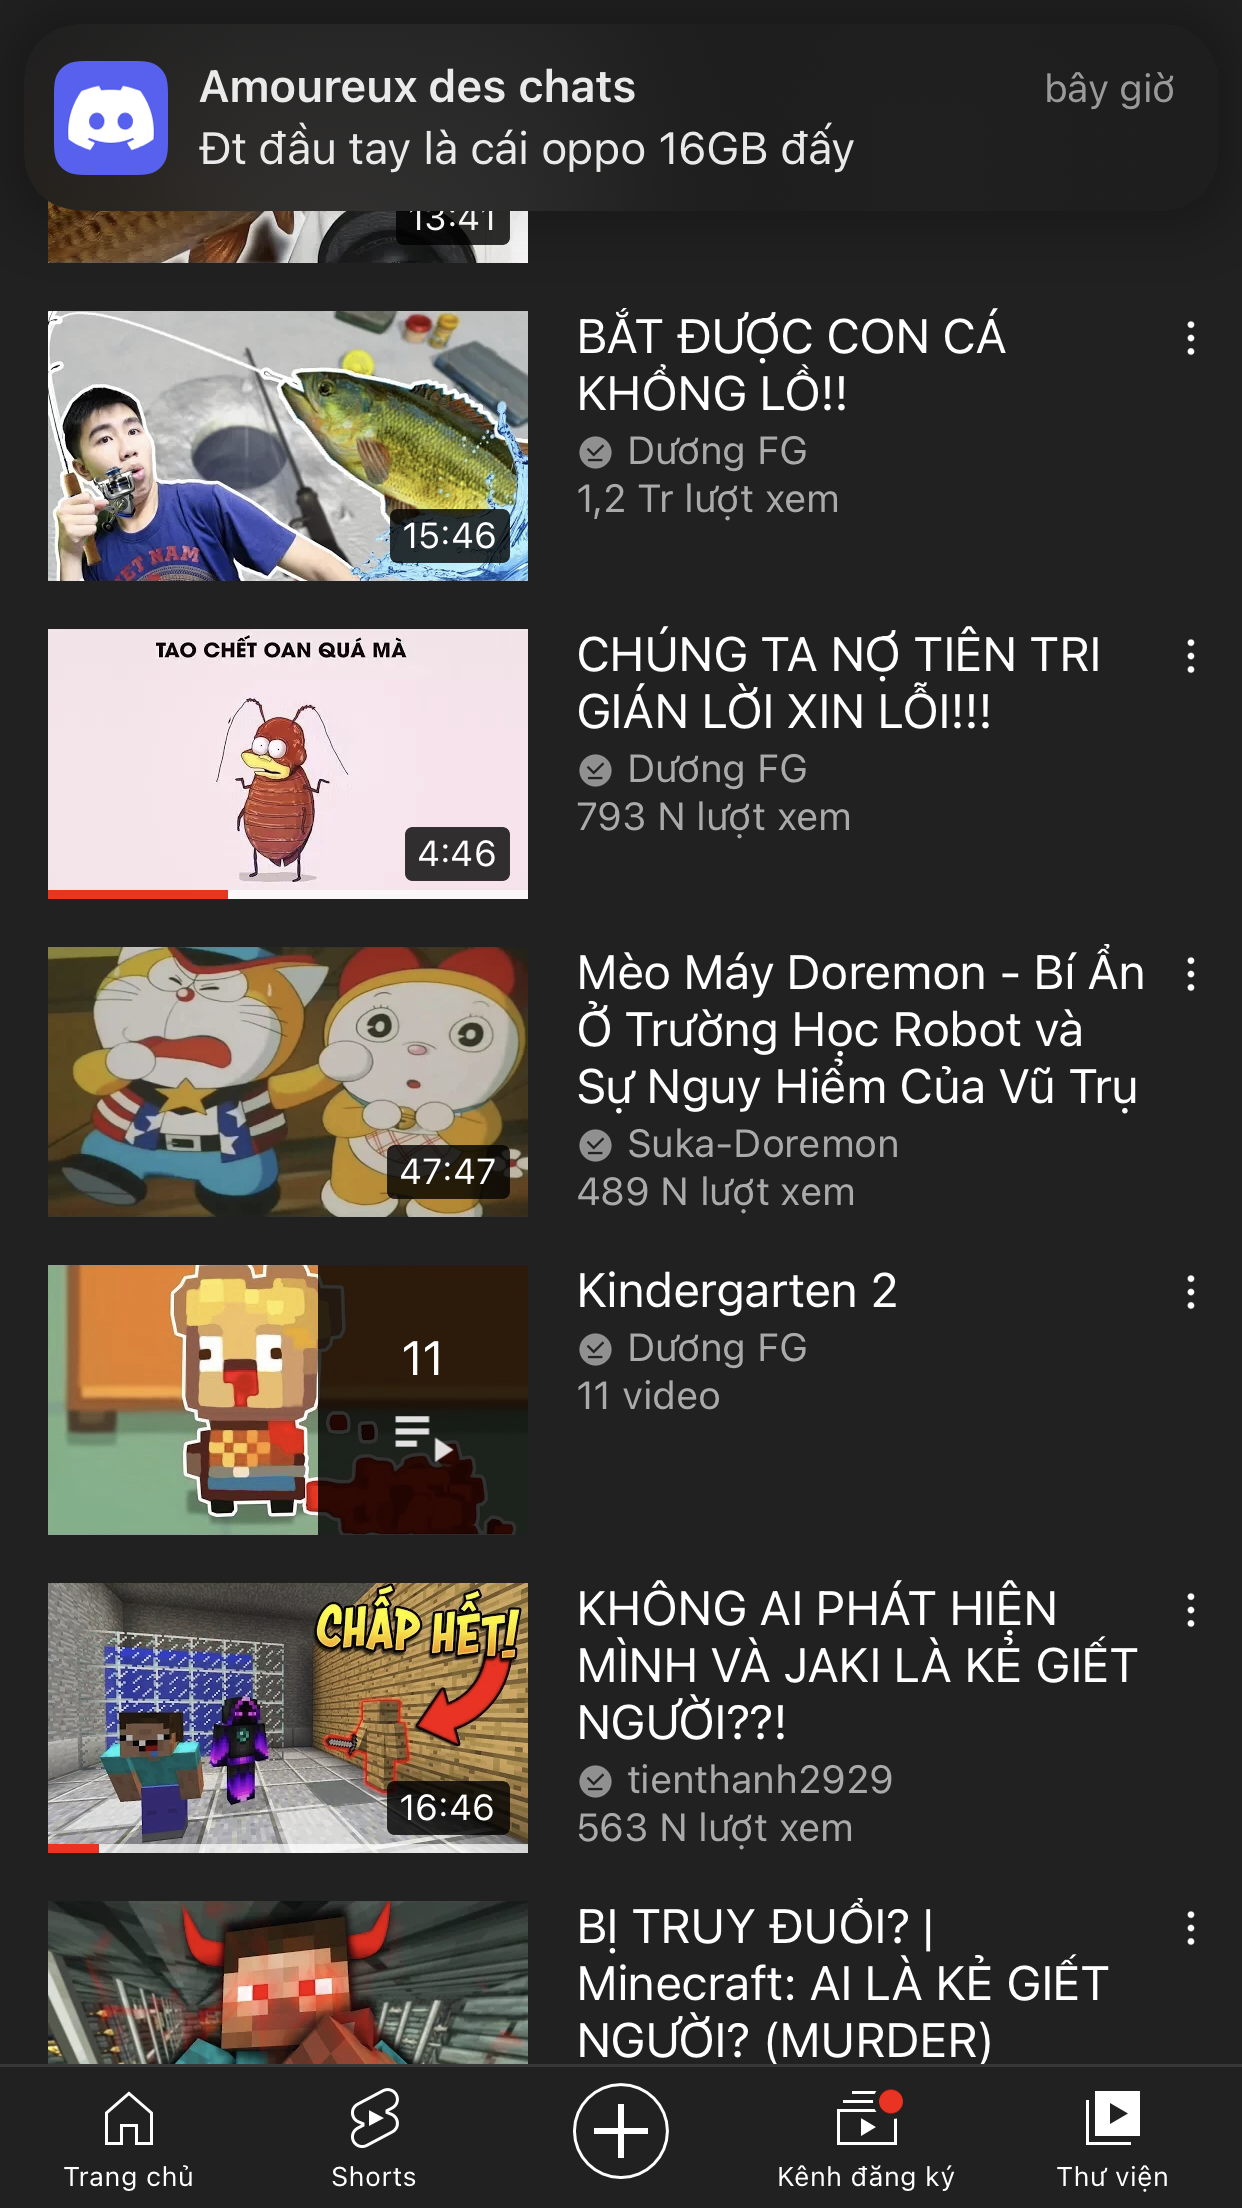 Amoureux des chats
bây giờ
Đt đầu tay là cái oppo 16GB đấy
13:41
BẮT ĐƯỢC CON CÁ
KHỔNG LỒ!!
Dương FG
1,2 Tr lượt xem
15:46
ET NAM
TAO CHẾT OAN QUÁ MÀ
4:46
CHÚNG TA NỢ TIÊN TRI
GIÁN LỜI XIN LỖI!!!
Dương FG
793 N lượt xem
47:47
Mèo Máy Doremon - Bí Ẩn
Ở Trường Học Robot và
Sự Nguy Hiểm Của Vũ Trụ
Suka-Doremon
489 N lượt xem
11
Kindergarten 2
Dương FG
11 video
CHẤP HẾT!
16:46
KHÔNG AI PHÁT HIỆN
MÌNH VÀ JAKI LÀ KẺ GIẾT
NGƯỜI??!
tienthanh2929
563 N lượt xem
BỊ TRUY ĐUỔI? |
Minecraft: AI LÀ KẺ GIẾT
NGƯỜI? (MURDER)
Trang chủ
Shorts
Kênh đăng ký
Thư viện